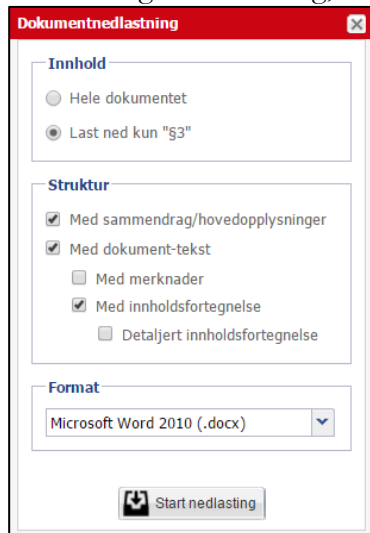 Dokumentnedlastning
Innhold
Hele dokumentet
Last ned kun "§3"
Struktur
Med sammendrag/hovedopplysninger
Med dokument-tekst
Med merknader
Med innholdsfortegnelse
Detaljert innholdsfortegnelse
Format
Microsoft Word 2010 (.docx)
Start nedlasting